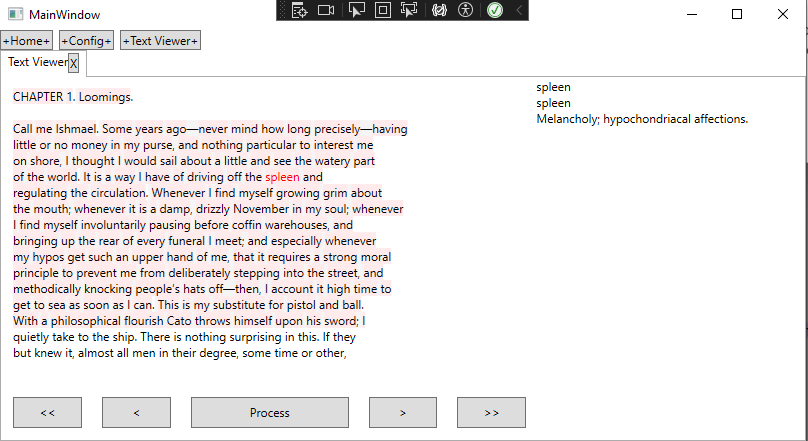 MainWindow
+Home+ +Config+ +Text Viewer+
Text Viewer X
CHAPTER 1. Loomings.
Call me Ishmael. Some years ago—never mind how long precisely—having
little or no money in my purse, and nothing particular to interest me
on shore, I thought I would sail about a little and see the watery part
of the world. It is a way I have of driving off the spleen and
regulating the circulation. Whenever I find myself growing grim about
the mouth; whenever it is a damp, drizzly November in my soul; whenever
I find myself involuntarily pausing before coffin warehouses, and
bringing up the rear of every funeral I meet; and especially whenever
my hypos get such an upper hand of me, that it requires a strong moral
principle to prevent me from deliberately stepping into the street, and
methodically knocking people's hats off—then, I account it high time to
get to sea as soon as I can. This is my substitute for pistol and ball.
With a philosophical flourish Cato throws himself upon his sword; I
quietly take to the ship. There is nothing surprising in this. If they
but knew it, almost all men in their degree, some time or other,
spleen
spleen
Melancholy; hypochondriacal affections.
<< < Process > >>